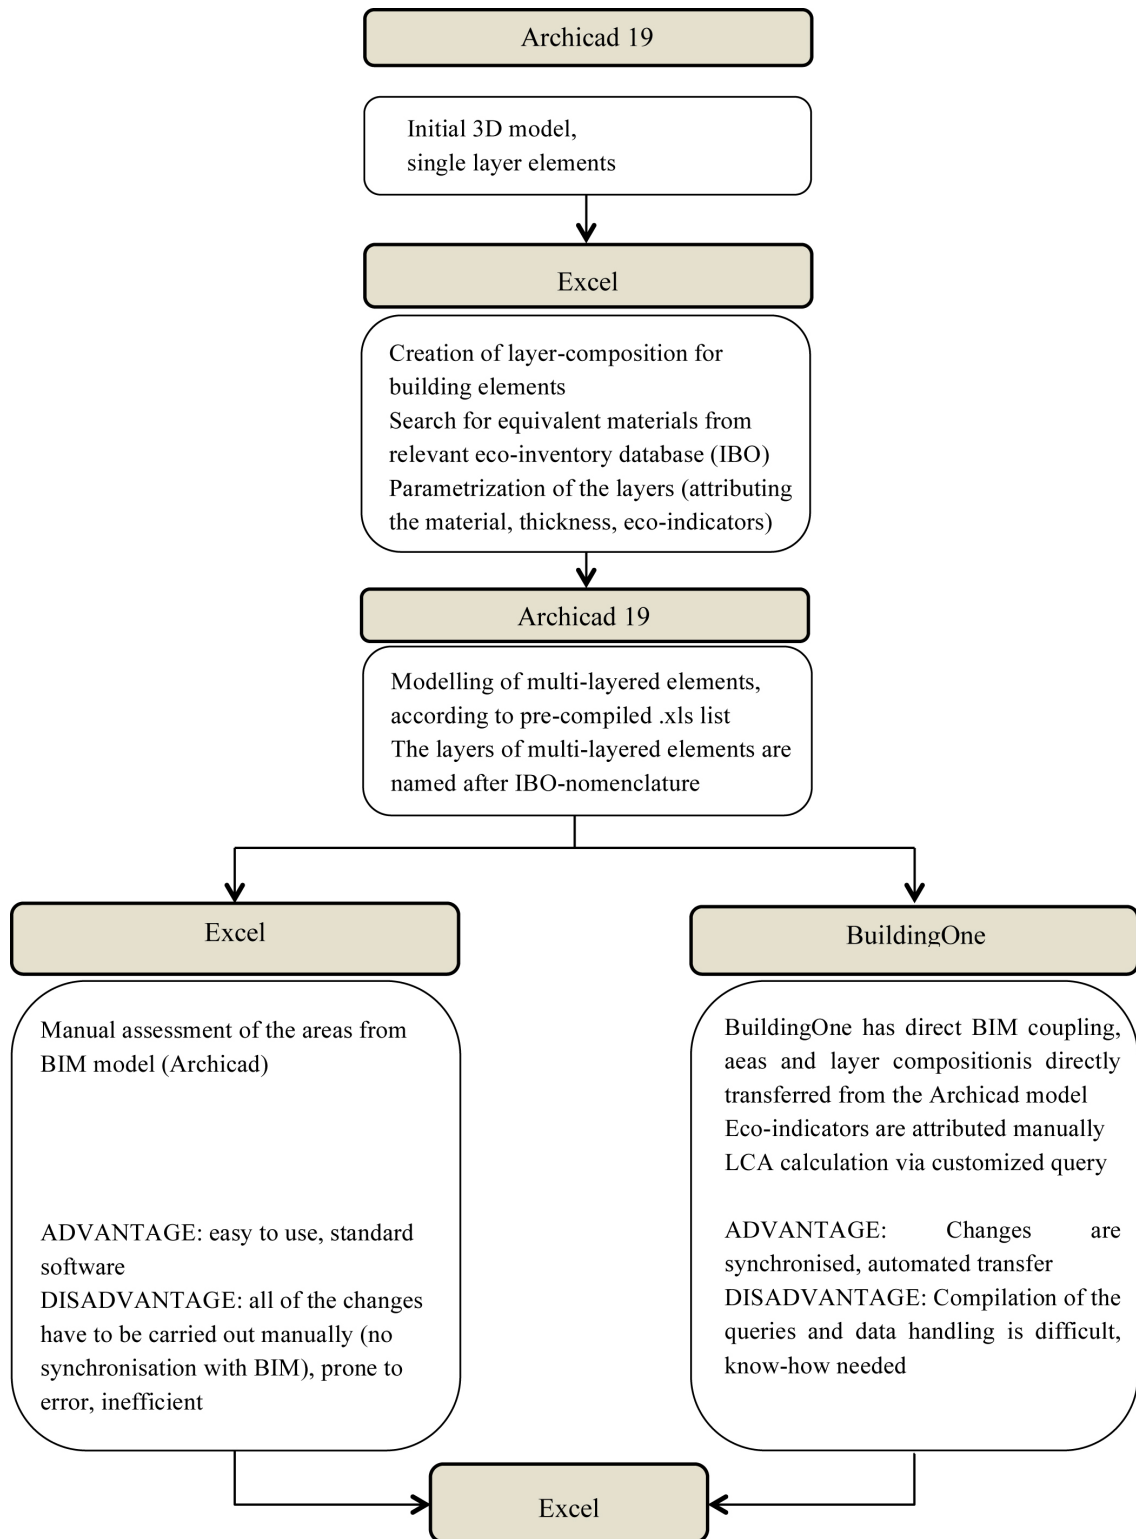 Archicad 19
Initial 3D model,
single layer elements
Excel
Creation of layer-composition for
building elements
Search for equivalent materials from
relevant eco-inventory database (IBO)
Parametrization of the layers (attributing
the material, thickness, eco-indicators)
Archicad 19
Modelling of multi-layered elements,
according to pre-compiled .xls list
The layers of multi-layered elements are
named after IBO-nomenclature
Excel
Manual assessment of the areas from
BIM model (Archicad)
ADVANTAGE: easy to use, standard
software
DISADVANTAGE: all of the changes
have to be carried out manually (no
synchronisation with BIM), prone to
error, inefficient
BuildingOne
BuildingOne has direct BIM coupling,
aeas and layer compositionis directly
transferred from the Archicad model
Eco-indicators are attributed manually
LCA calculation via customized query
ADVANTAGE: Changes are
synchronised, automated transfer
DISADVANTAGE: Compilation of the
queries and data handling is difficult,
know-how needed
Excel